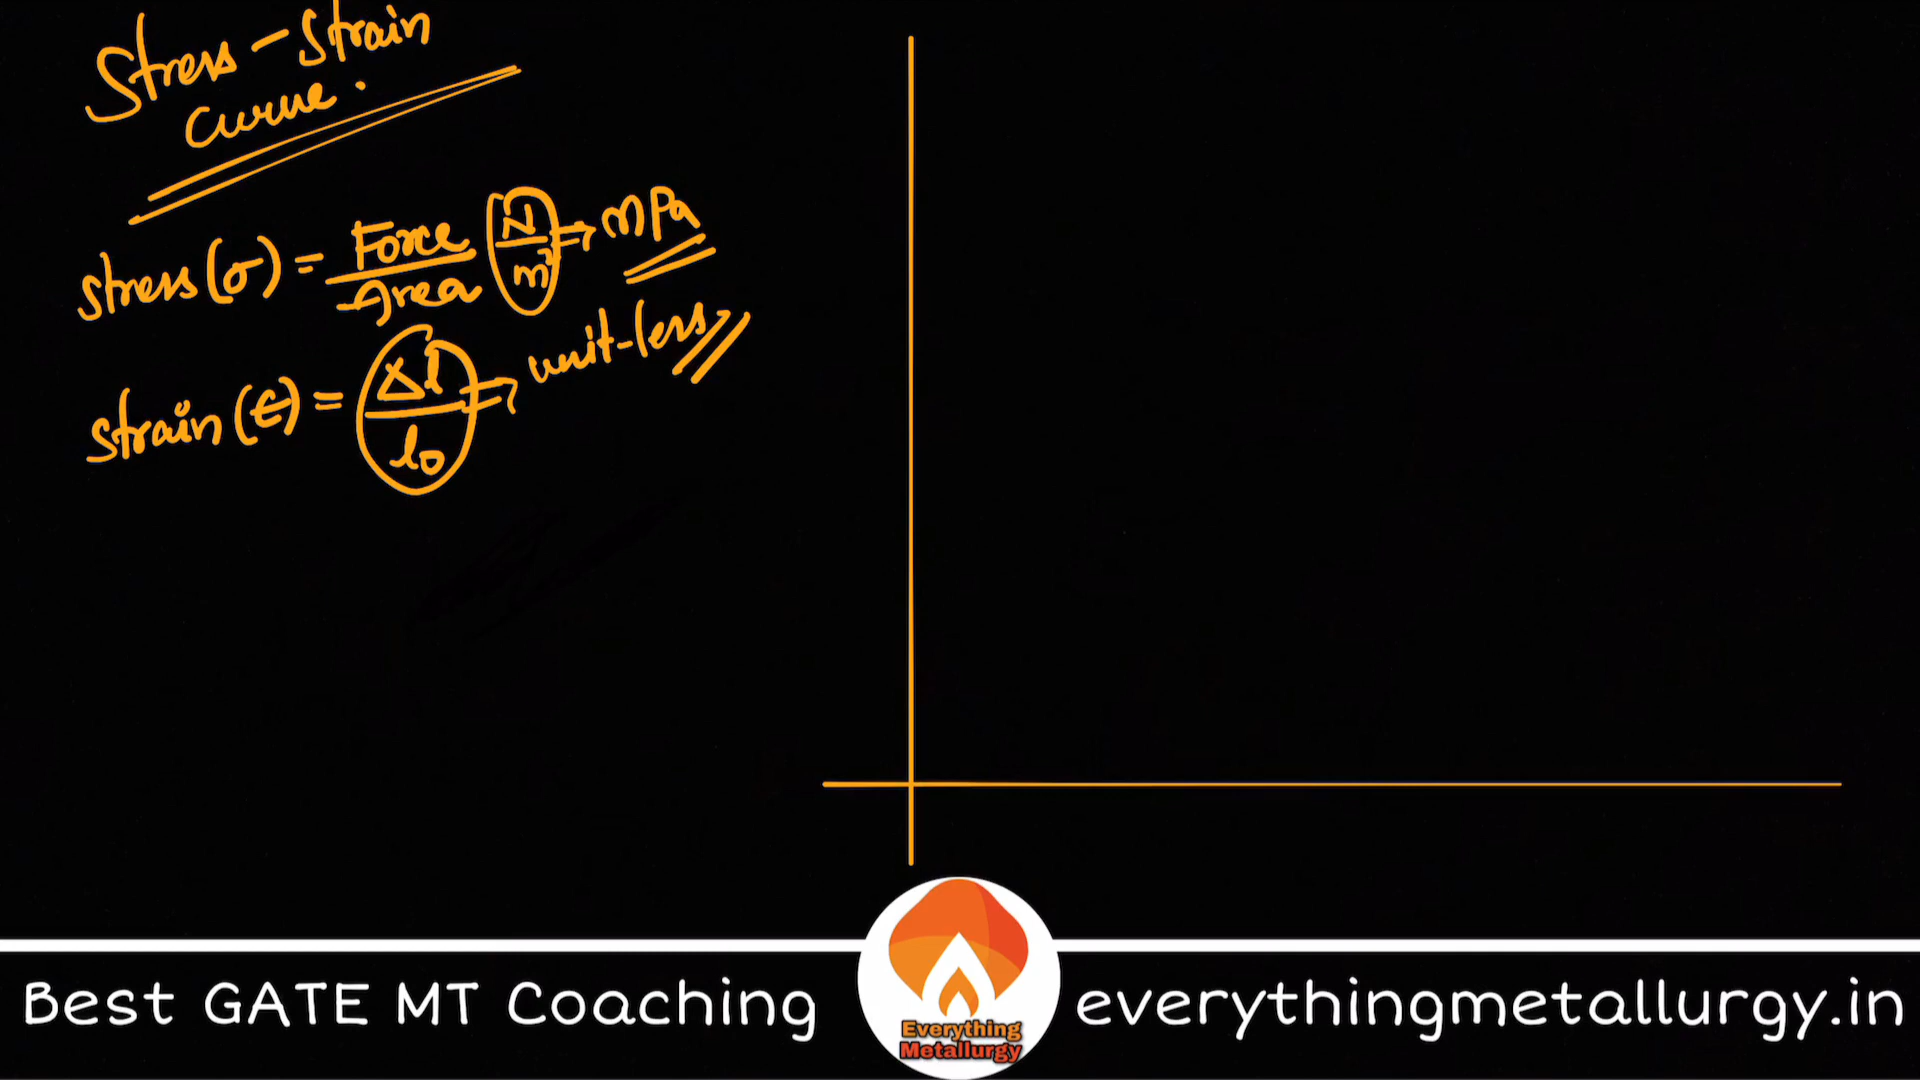 Stress-Strain
Curve.
Stress (σ) = Force/Area (N/m²) → MPa
Strain (ε) = Δl/l₀ → unit-less
Best GATE MT Coaching
Everything
Metallurgy
everythingmetallurgy.in